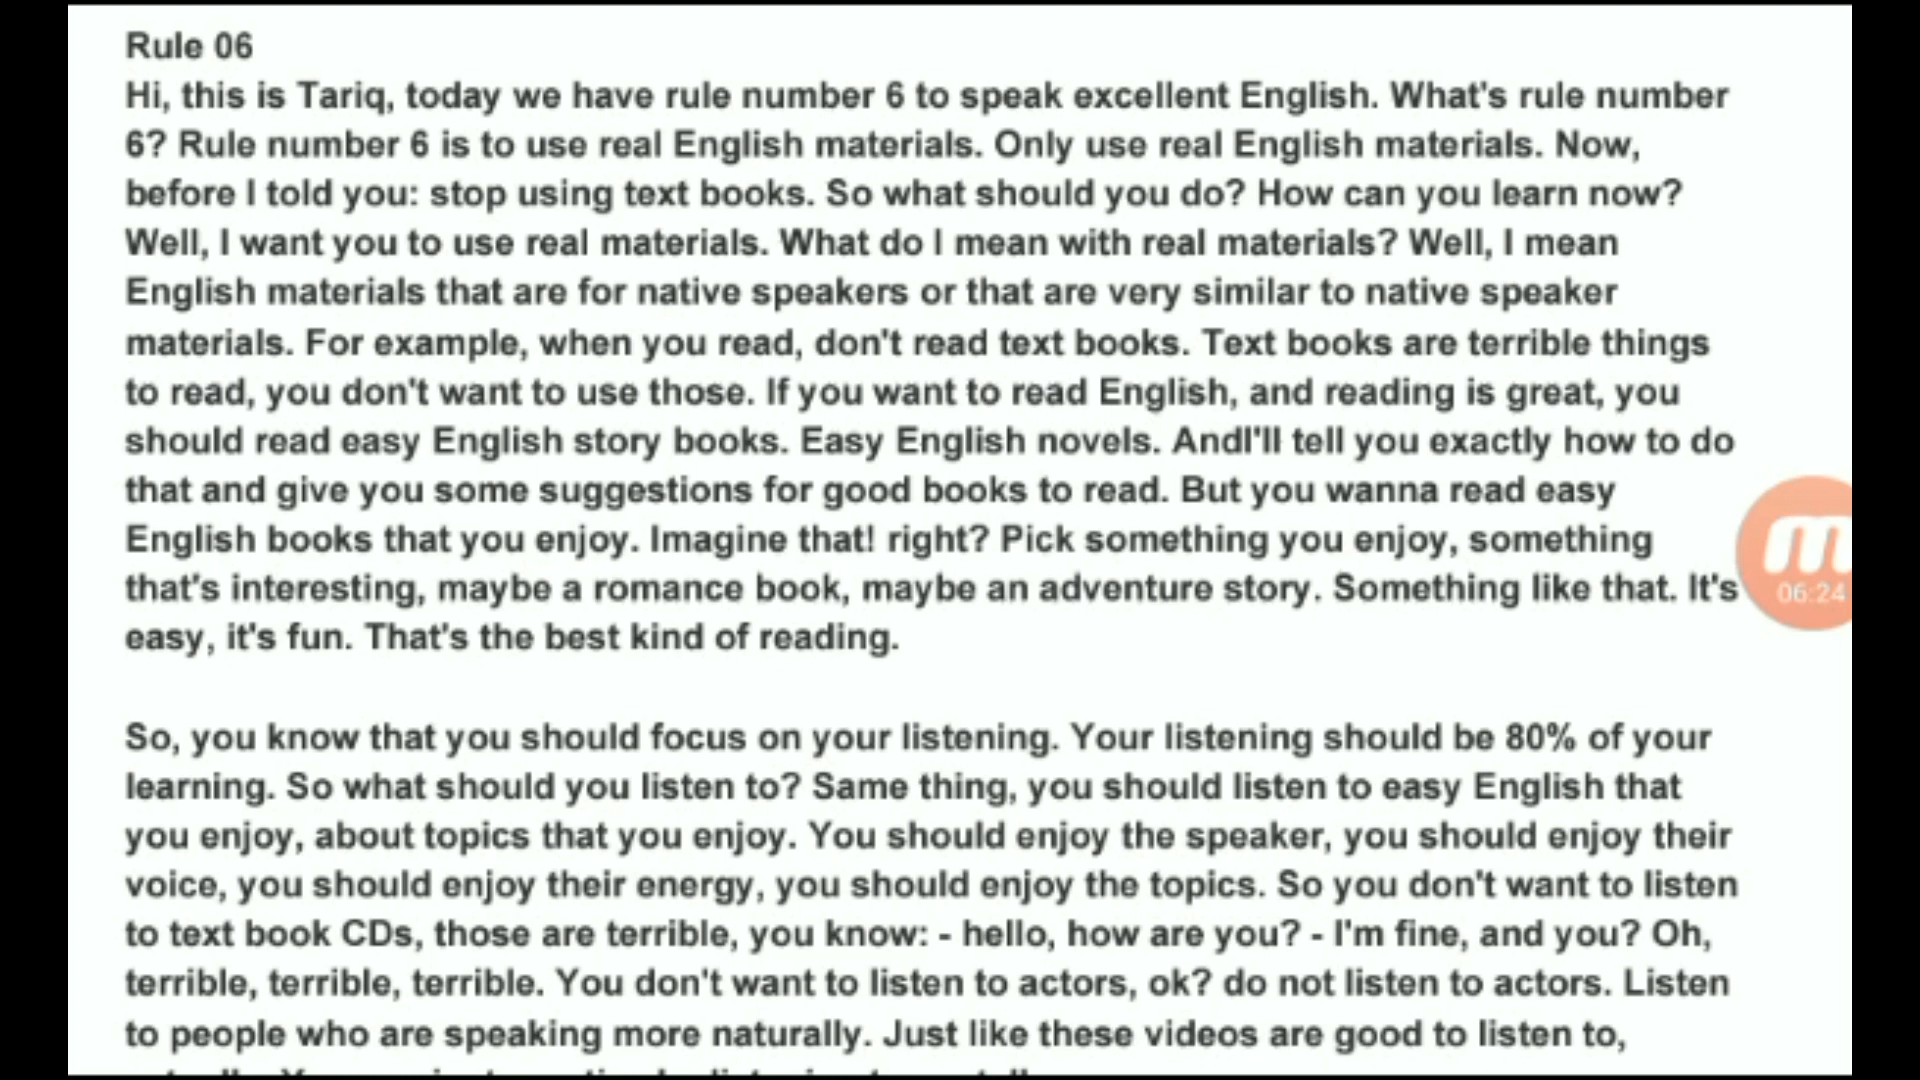 Rule 06
Hi, this is Tariq, today we have rule number 6 to speak excellent English. What's rule number
6? Rule number 6 is to use real English materials. Only use real English materials. Now,
before I told you: stop using text books. So what should you do? How can you learn now?
Well, I want you to use real materials. What do I mean with real materials? Well, I mean
English materials that are for native speakers or that are very similar to native speaker
materials. For example, when you read, don't read text books. Text books are terrible things
to read, you don't want to use those. If you want to read English, and reading is great, you
should read easy English story books. Easy English novels. AndI'll tell you exactly how to do
that and give you some suggestions for good books to read. But you wanna read easy
English books that you enjoy. Imagine that! right? Pick something you enjoy, something
that's interesting, maybe a romance book, maybe an adventure story. Something like that. It's
easy, it's fun. That's the best kind of reading.
m
06:24
So, you know that you should focus on your listening. Your listening should be 80% of your
learning. So what should you listen to? Same thing, you should listen to easy English that
you enjoy, about topics that you enjoy. You should enjoy the speaker, you should enjoy their
voice, you should enjoy their energy, you should enjoy the topics. So you don't want to listen
to text book CDs, those are terrible, you know: - hello, how are you? - I'm fine, and you? Oh,
terrible, terrible, terrible. You don't want to listen to actors, ok? do not listen to actors. Listen
to people who are speaking more naturally. Just like these videos are good to listen to,